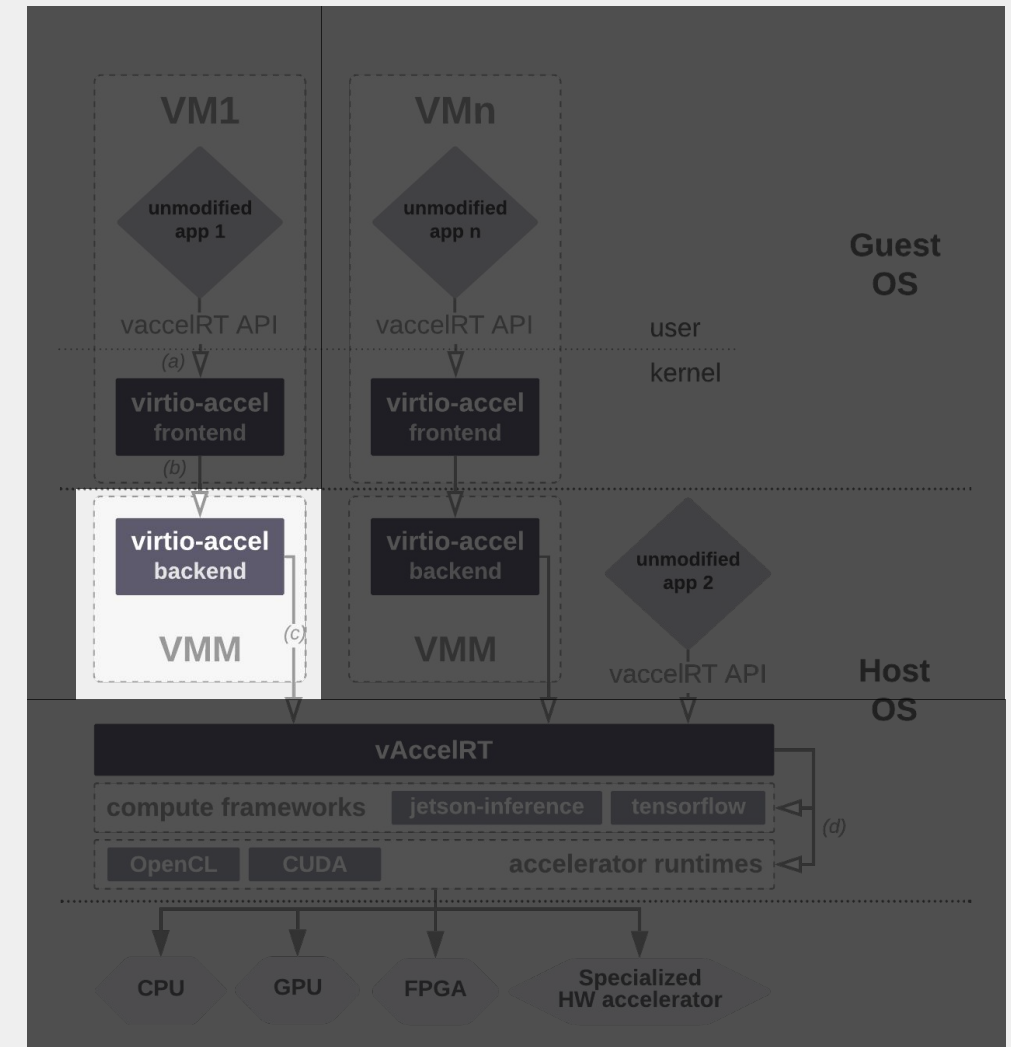 VM1
VMn
unmodified
app 1
unmodified
app n
Guest
OS
vaccelRT API
vaccelRT API
user
(a)
kernel
virtio-accel
frontend
virtio-accel
frontend
(b)
virtio-accel
backend
virtio-accel
backend
unmodified
app 2
(c)
VMM
VMM
vaccelRT API
Host
OS
vAccelRT
compute frameworks
jetson-inference
tensorflow
(d)
OpenCL
CUDA
accelerator runtimes
CPU
GPU
FPGA
Specialized
HW accelerator